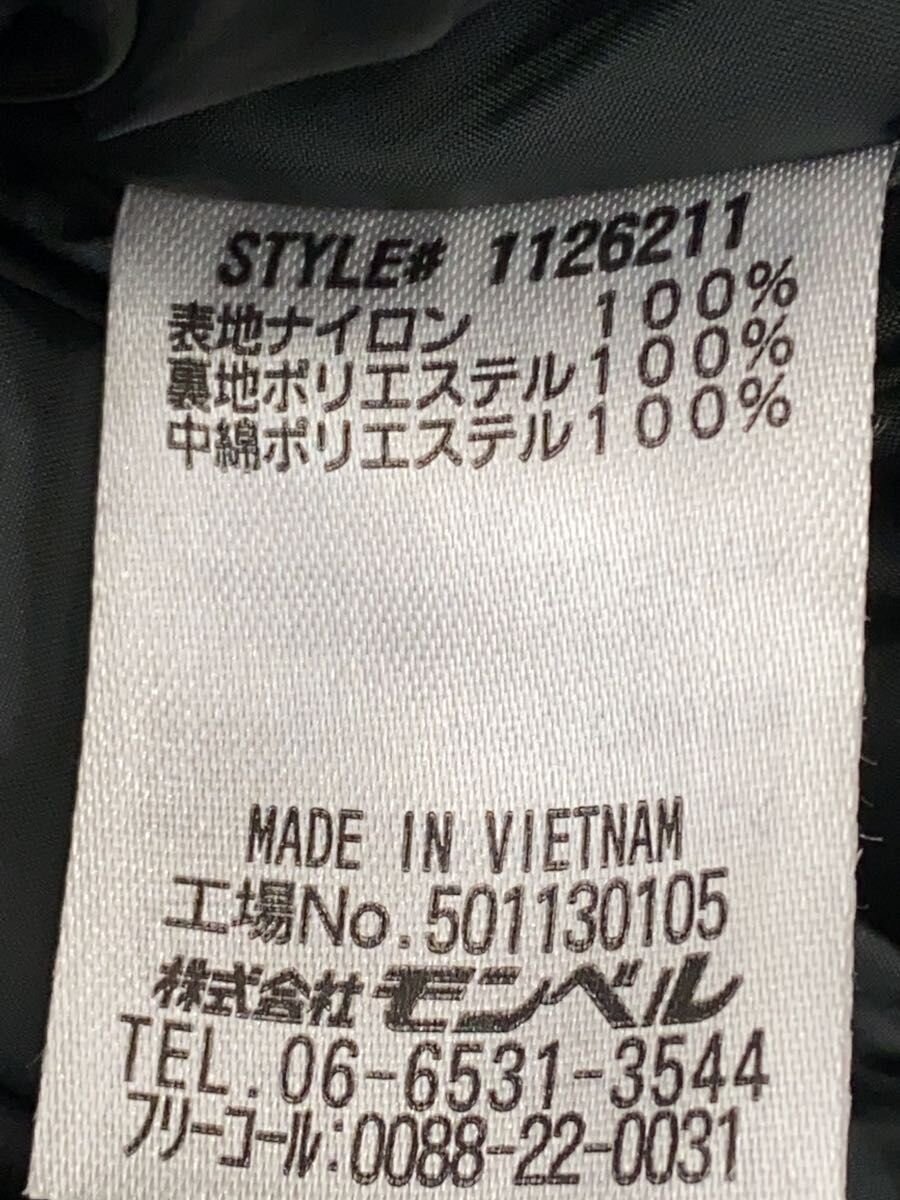 STYLE# 1126211
表地ナイロン 100%
裏地ポリエステル100%
中綿ポリエステル100%
MADE IN VIETNAM
工場No.501130105
株式会社モンベル
TEL.06-6531-3544
フリーコール:0088-22-0031